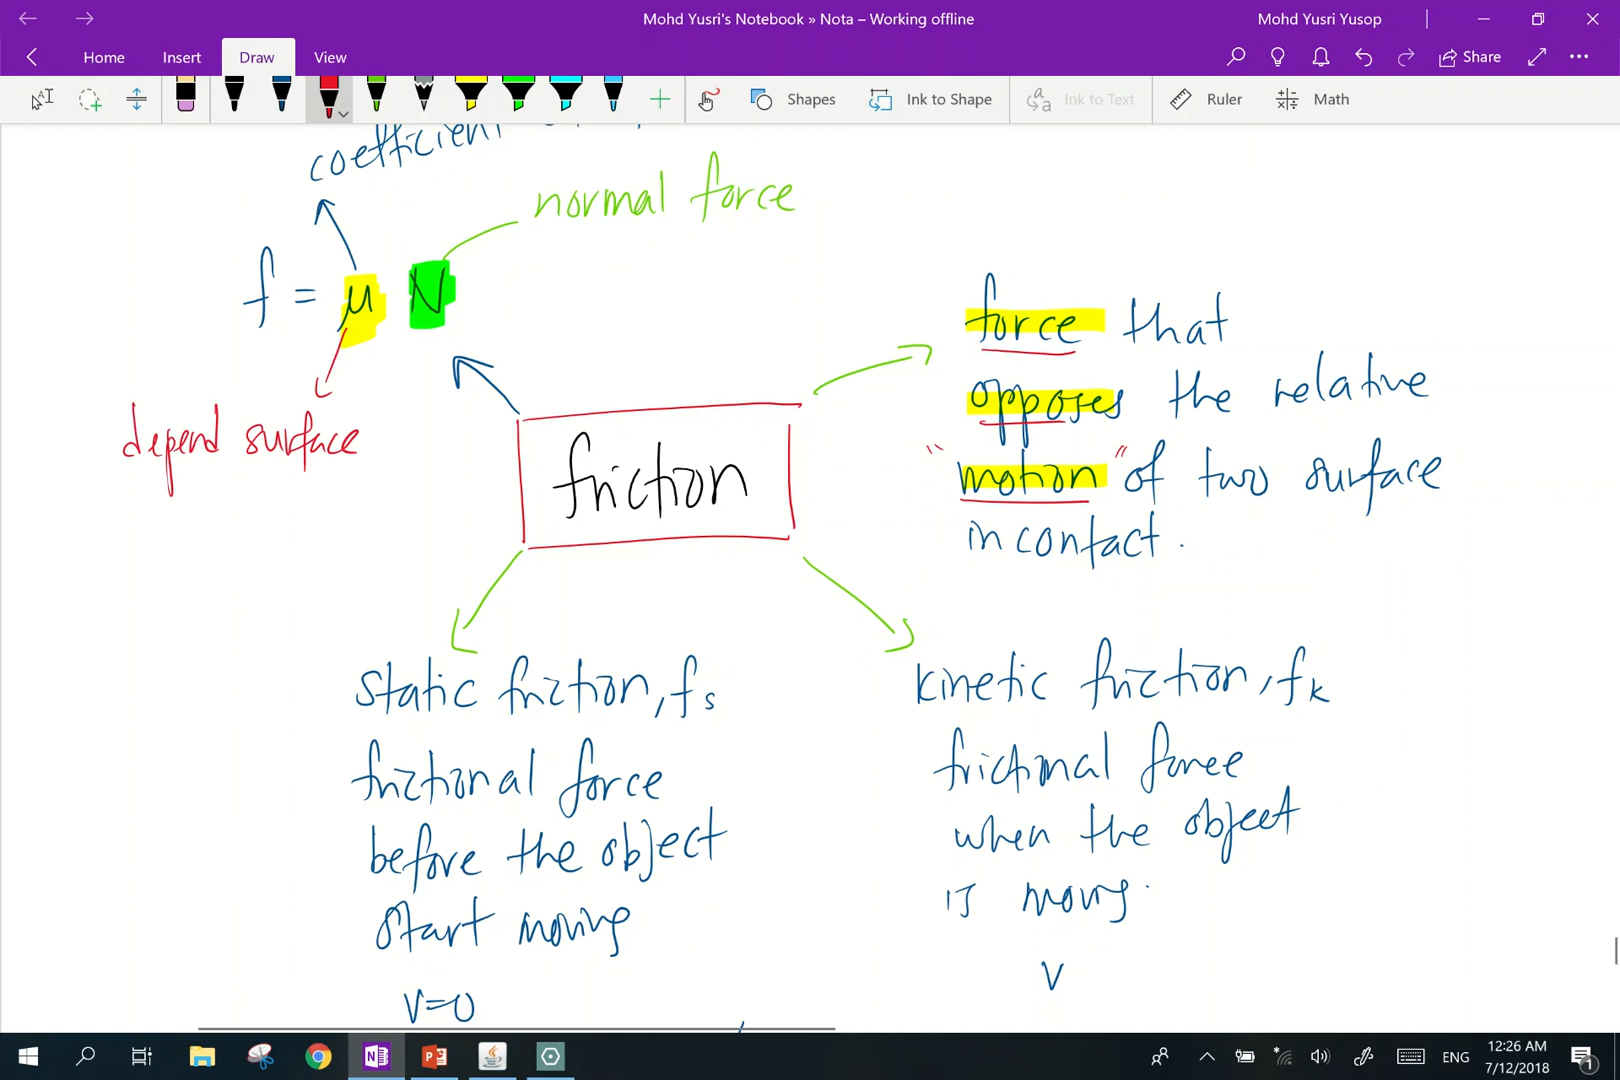 Mohd Yusri's Notebook » Nota – Working offline
Mohd Yusri Yusop
Home
Insert
Draw
View
Share
Shapes
Ink to Shape
Ink to Text
Ruler
Math
coefficient
normal force
f = μ N
depend surface
friction
force that
opposes the relative
"motion" of two surface
in contact.
static friction, fs
frictional force
before the object
start moving
v=0
kinetic friction, fk
frictional force
when the object
is moving.
v
ENG
12:26 AM
7/12/2018
1